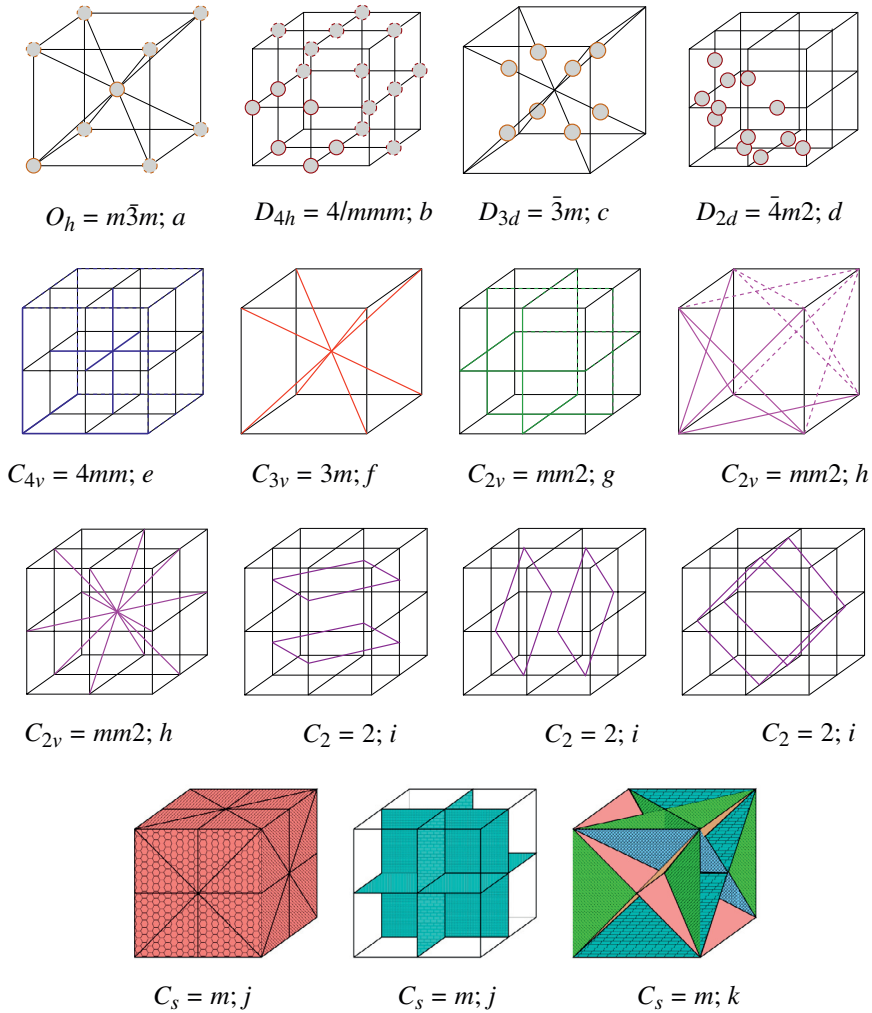 O_h = m3̄m; a
D_4h = 4/mmm; b
D_3d = 3̄m; c
D_2d = 4̄m2; d
C_4v = 4mm; e
C_3v = 3m; f
C_2v = mm2; g
C_2v = mm2; h
C_2v = mm2; h
C_2 = 2; i
C_2 = 2; i
C_2 = 2; i
C_s = m; j
C_s = m; j
C_s = m; k